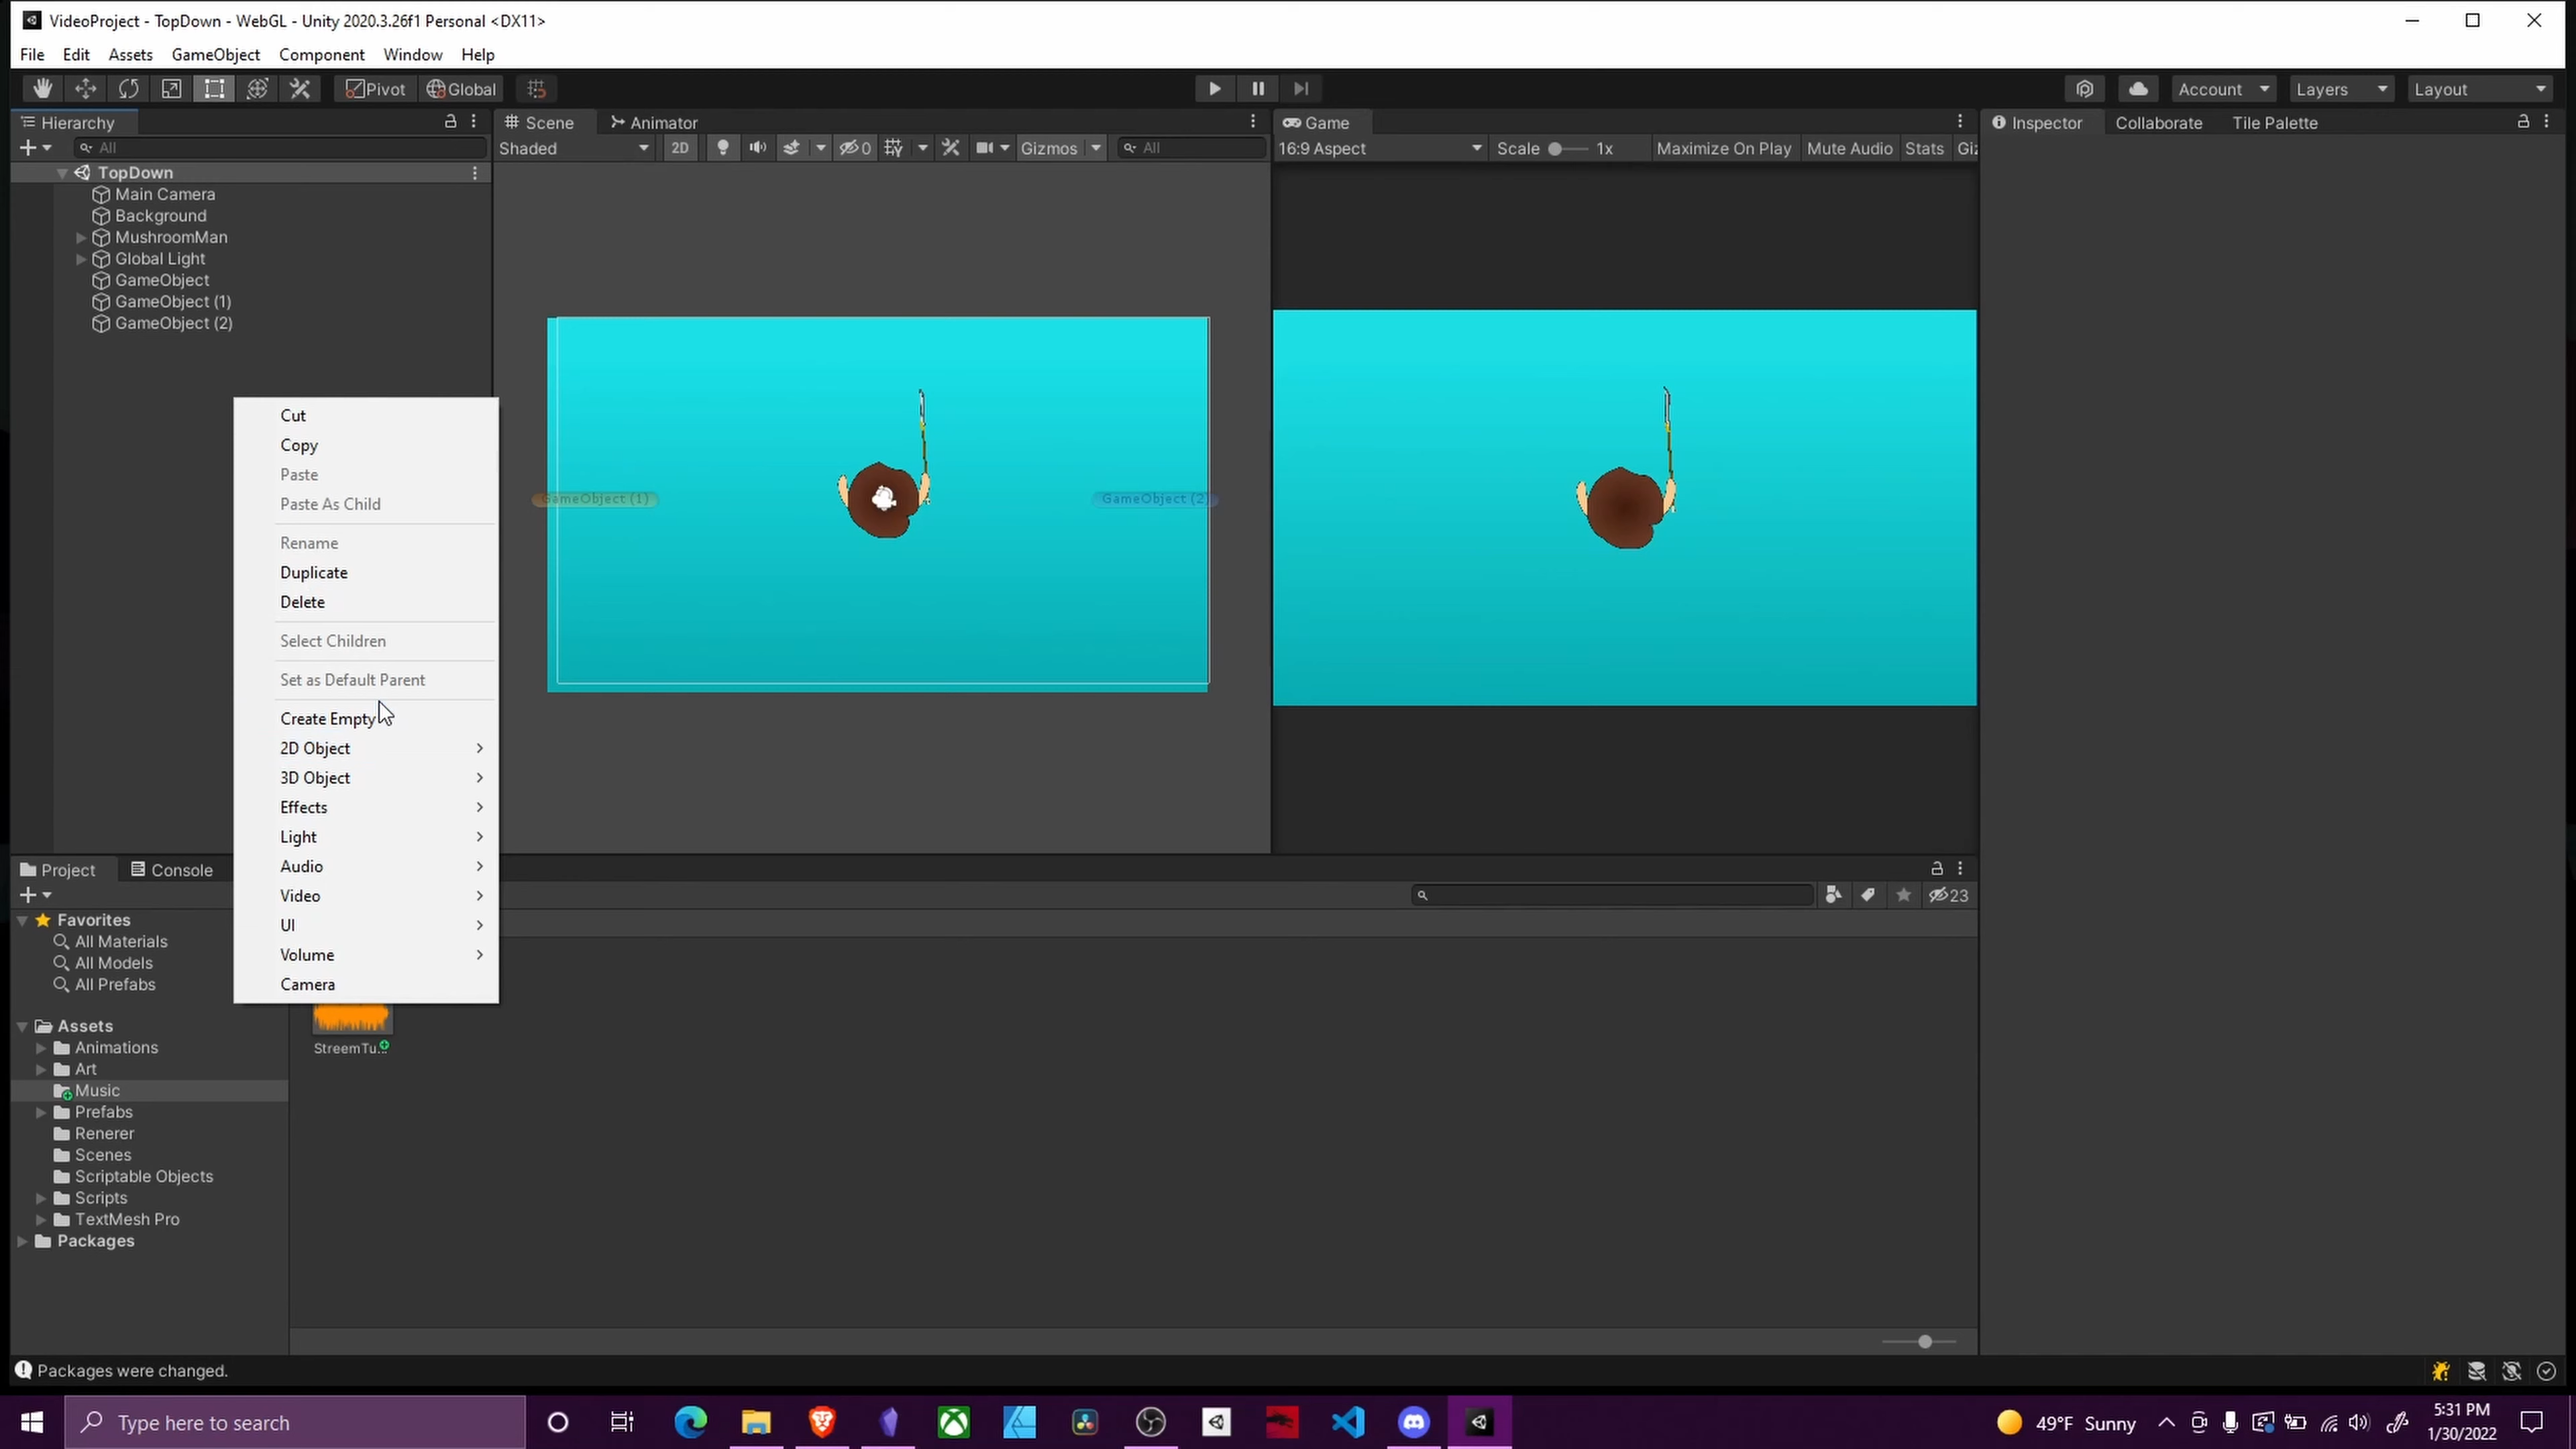 VideoProject - TopDown - WebGL - Unity 2020.3.26f1 Personal <DX11>
File Edit Assets GameObject Component Window Help
Pivot Global Account Layers Layout
Hierarchy
All
TopDown
Main Camera
Background
MushroomMan
Global Light
GameObject
GameObject (1)
GameObject (2)
Cut
Copy
Paste
Paste As Child
Rename
Duplicate
Delete
Select Children
Set as Default Parent
Create Empty
2D Object
3D Object
Effects
Light
Audio
Video
UI
Volume
Camera
Scene Animator
Shaded 2D 0 Gizmos All
GameObject (1)
GameObject (2)
Game
16:9 Aspect Scale 1x Maximize On Play Mute Audio Stats Giz
Inspector Collaborate Tile Palette
Project Console
23
Favorites
All Materials
All Models
All Prefabs
Assets
Animations
Art
Music
Prefabs
Renerer
Scenes
Scriptable Objects
Scripts
TextMesh Pro
Packages
StreemTu...
Packages were changed.
Type here to search
49°F Sunny
5:31 PM
1/30/2022